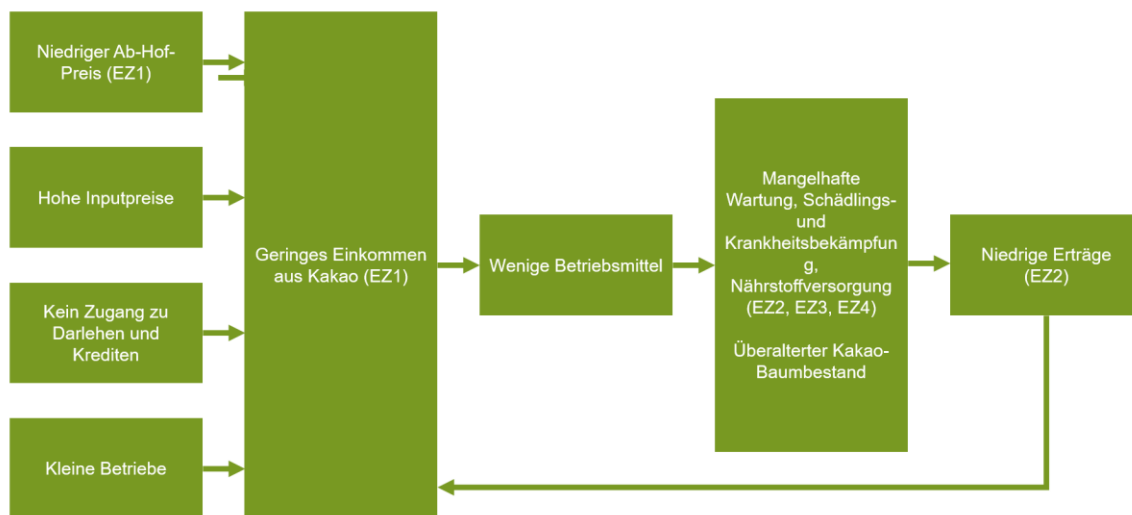 Niedriger Ab-Hof-
Preis (EZ1)
Hohe Inputpreise
Kein Zugang zu
Darlehen und
Krediten
Kleine Betriebe
Geringes Einkommen
aus Kakao (EZ1)
Wenige Betriebsmittel
Mangelhafte
Wartung, Schädlings-
und
Krankheitsbekämpfun
g,
Nährstoffversorgung
(EZ2, EZ3, EZ4)
Überalterter Kakao-
Baumbestand
Niedrige Erträge
(EZ2)